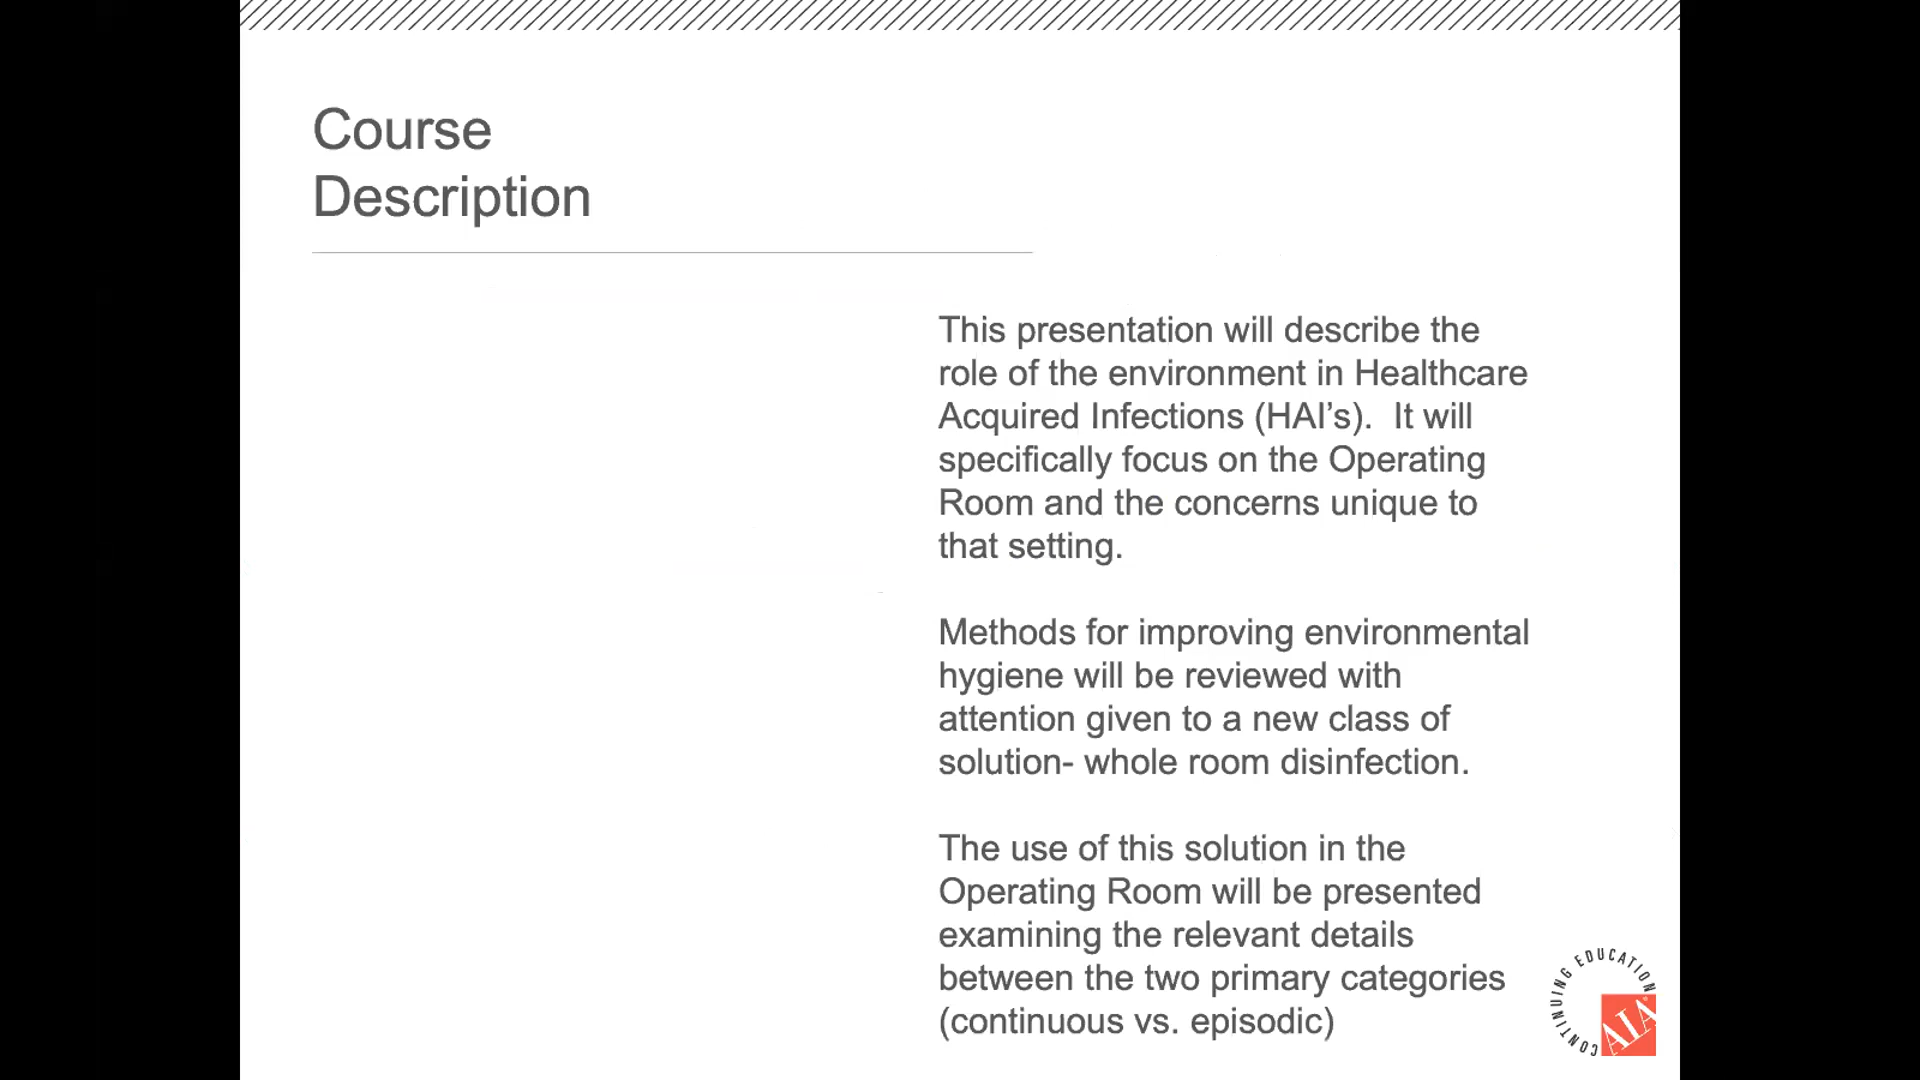 Course
Description
This presentation will describe the
role of the environment in Healthcare
Acquired Infections (HAI’s).  It will
specifically focus on the Operating
Room and the concerns unique to
that setting.
Methods for improving environmental
hygiene will be reviewed with
attention given to a new class of
solution- whole room disinfection.
The use of this solution in the
Operating Room will be presented
examining the relevant details
between the two primary categories
(continuous vs. episodic)
CONTINUING EDUCATION
AIA